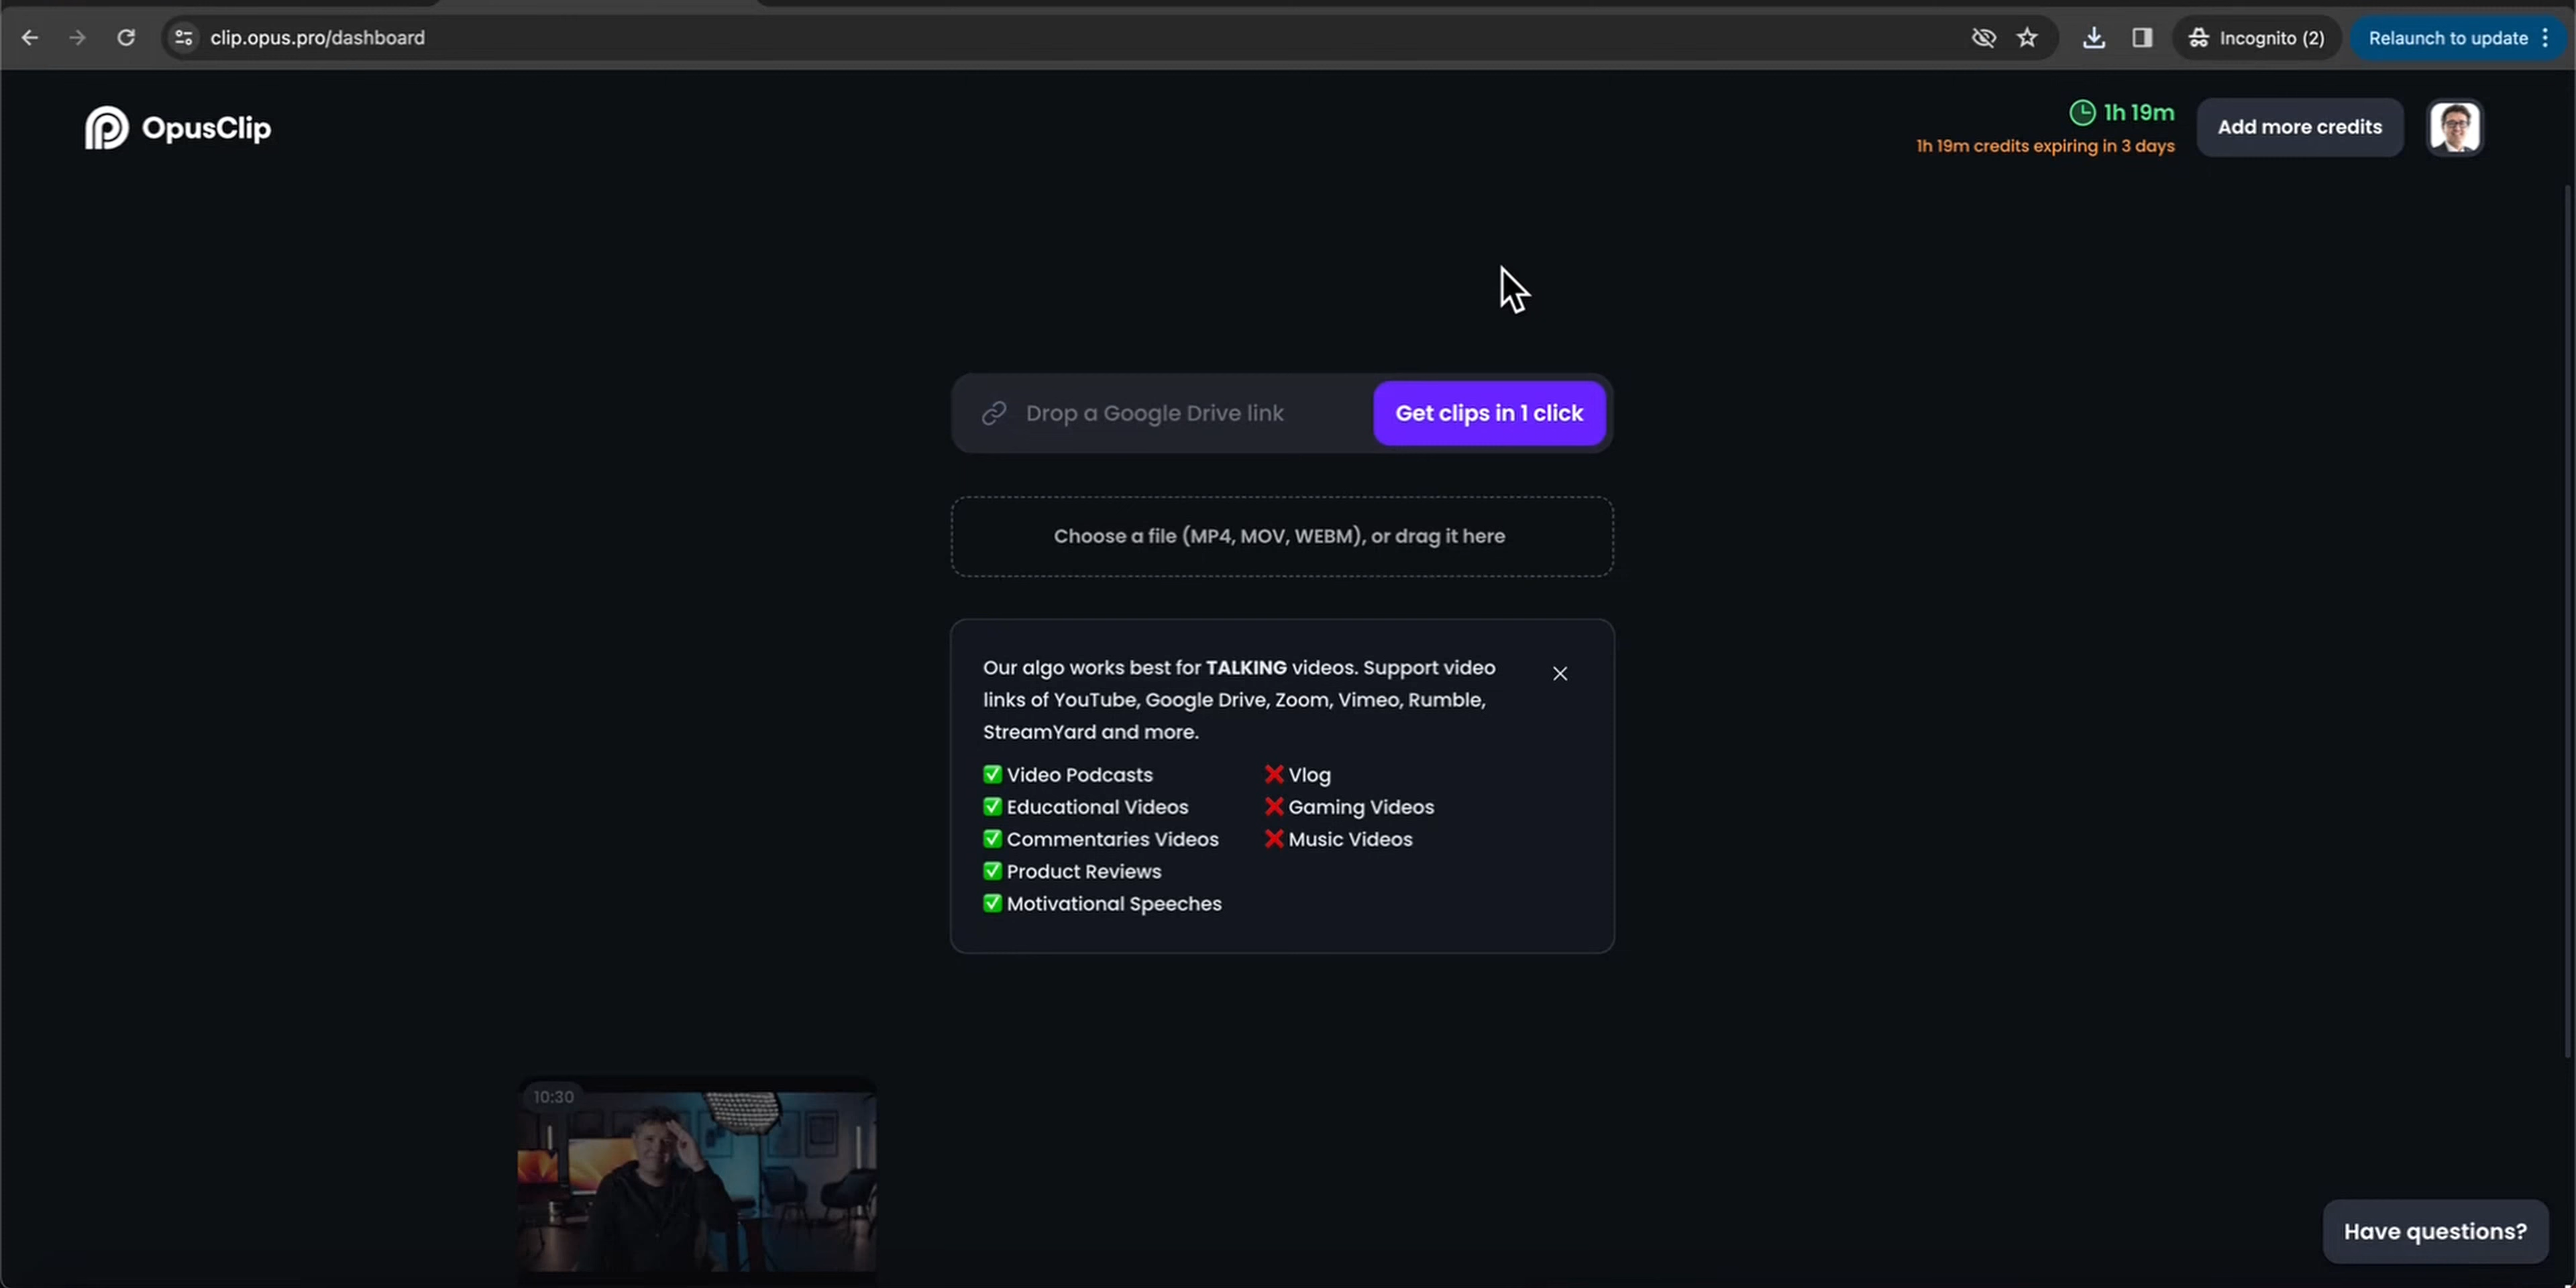 clip.opus.pro/dashboard
Incognito (2)
Relaunch to update
OpusClip
1h 19m
1h 19m credits expiring in 3 days
Add more credits
Drop a Google Drive link
Get clips in 1 click
Choose a file (MP4, MOV, WEBM), or drag it here
Our algo works best for TALKING videos. Support video
links of YouTube, Google Drive, Zoom, Vimeo, Rumble,
StreamYard and more.
✅ Video Podcasts
❌ Vlog
✅ Educational Videos
❌ Gaming Videos
✅ Commentaries Videos
❌ Music Videos
✅ Product Reviews
✅ Motivational Speeches
10:30
Have questions?